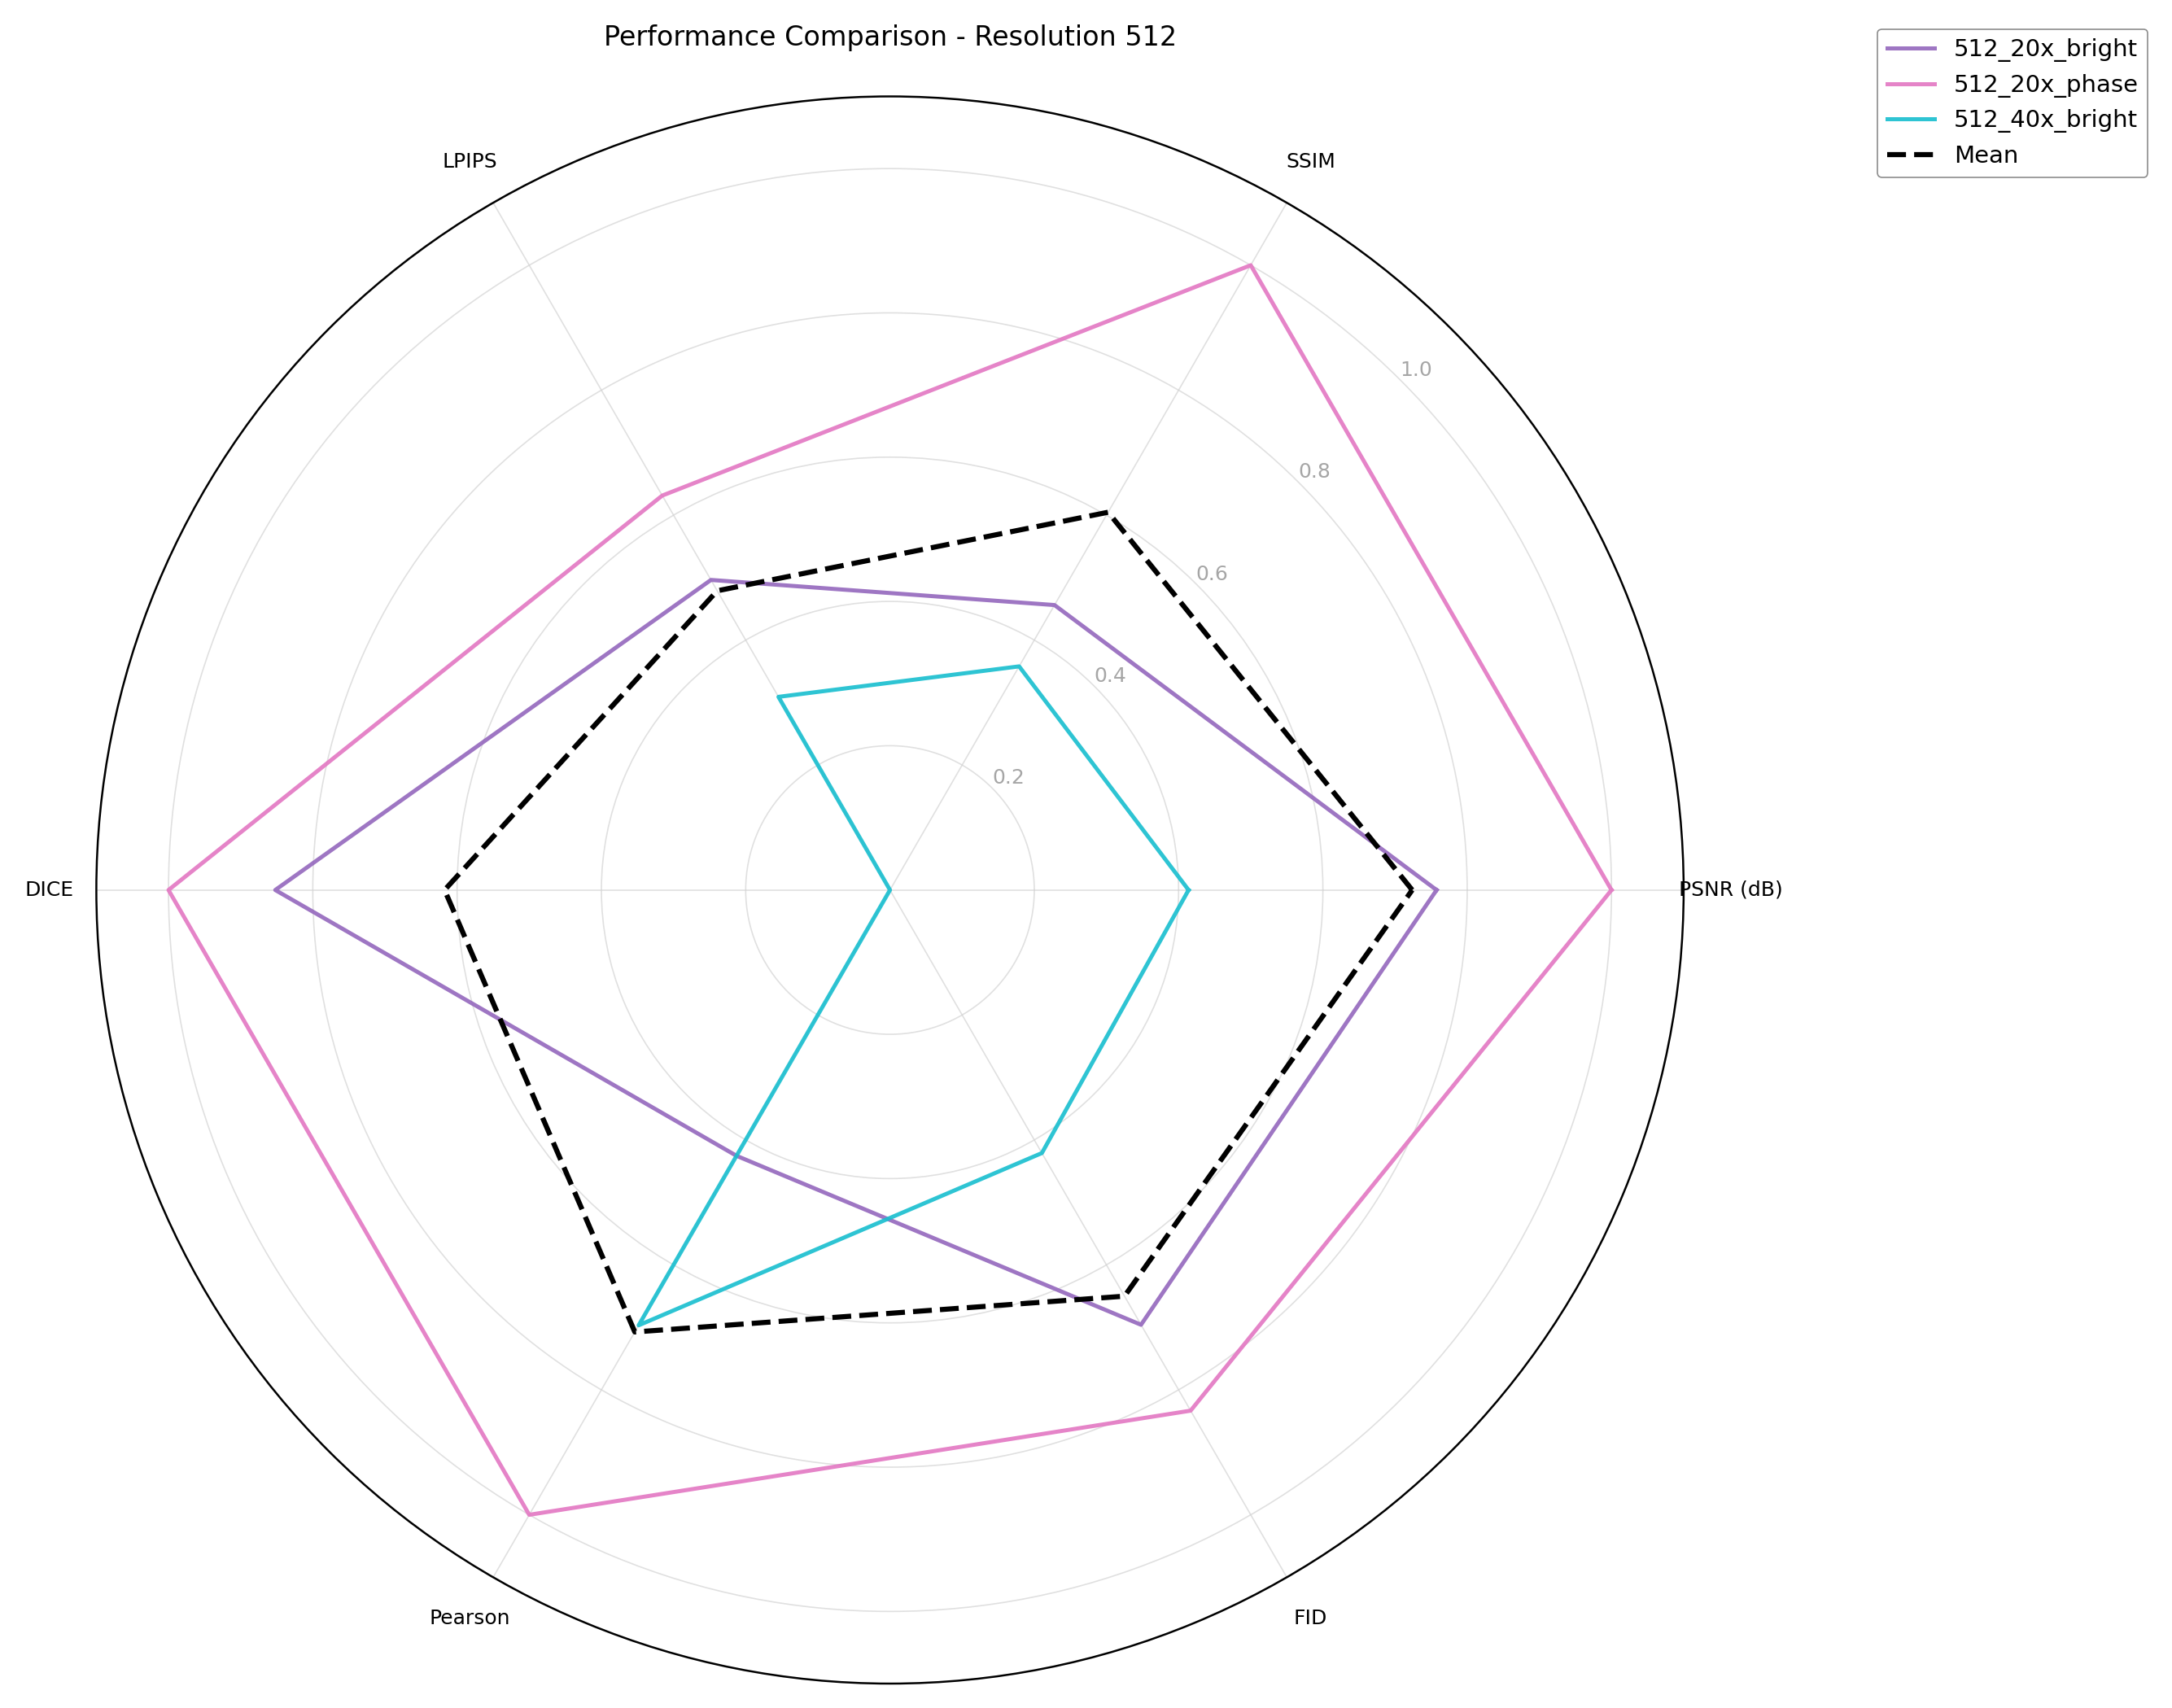 Performance Comparison - Resolution 512
512_20x_bright
512_20x_phase
512_40x_bright
Mean
LPIPS
SSIM
1.0
0.8
0.6
0.4
0.2
DICE
PSNR (dB)
Pearson
FID